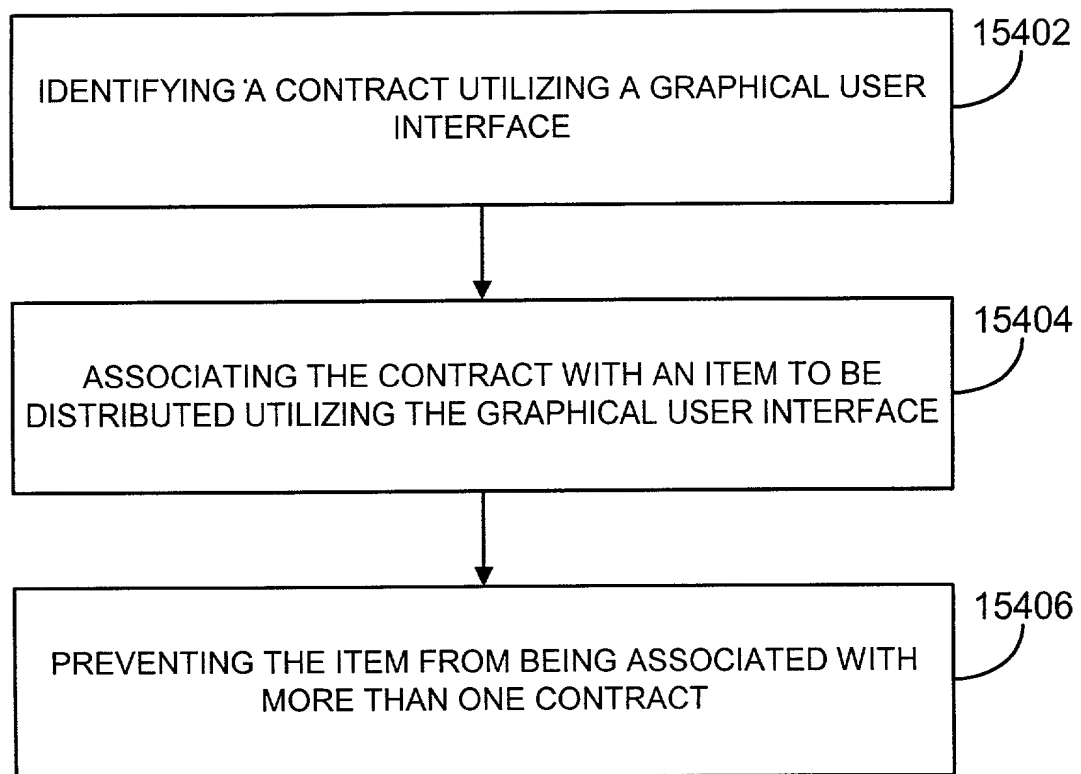 15402
IDENTIFYING A CONTRACT UTILIZING A GRAPHICAL USER
INTERFACE
15404
ASSOCIATING THE CONTRACT WITH AN ITEM TO BE
DISTRIBUTED UTILIZING THE GRAPHICAL USER INTERFACE
15406
PREVENTING THE ITEM FROM BEING ASSOCIATED WITH
MORE THAN ONE CONTRACT